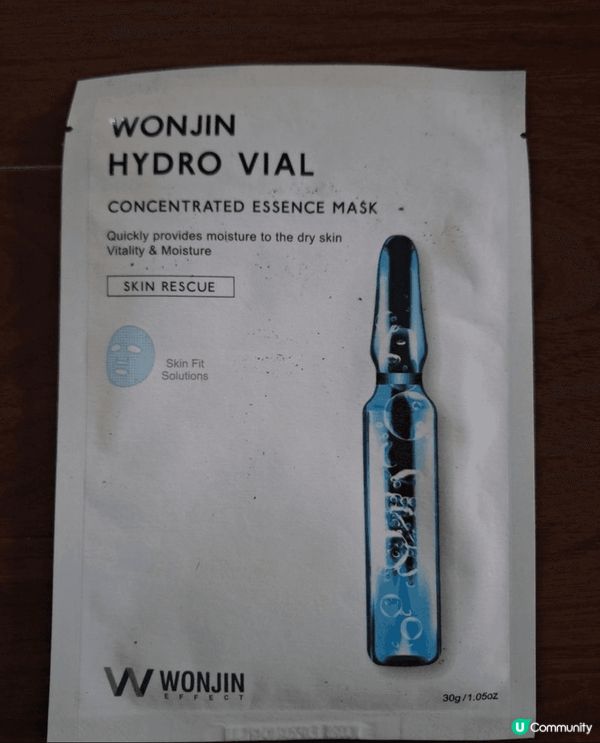 WONJIN
HYDRO VIAL
CONCENTRATED ESSENCE MASK
Quickly provides moisture to the dry skin
Vitality & Moisture
SKIN RESCUE
Skin Fit
Solutions
W WONJIN
EFFECT
30g/1.05oz
U Community